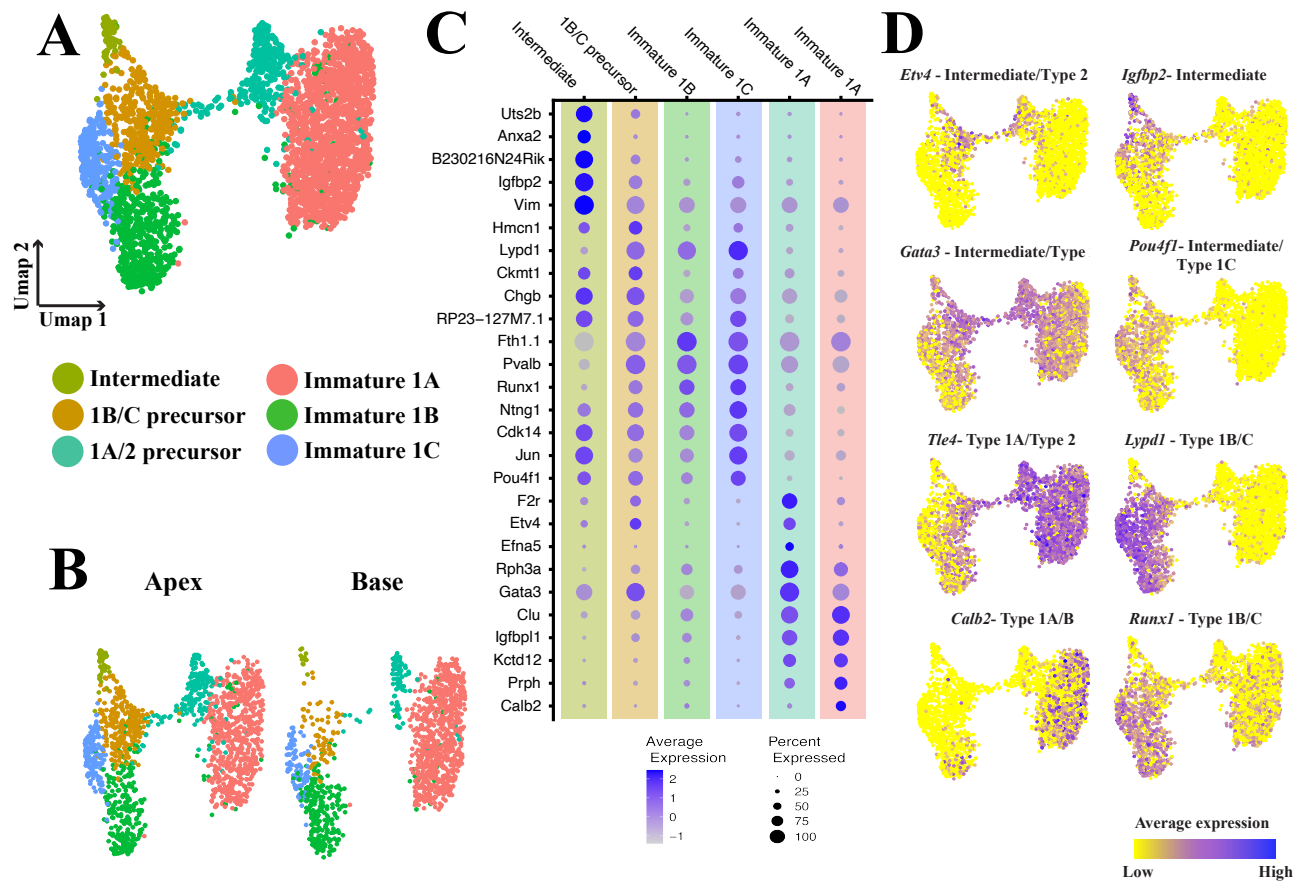 A
Umap 2
Umap 1
Intermediate
1B/C precursor
1A/2 precursor
Immature 1A
Immature 1B
Immature 1C
B
Apex
Base
C
Intermediate
1B/C precursor
Immature 1B
Immature 1C
Immature 1A
Immature 1A
Uts2b
Anxa2
B230216N24Rik
Igfbp2
Vim
Hmcn1
Lypd1
Ckmt1
Chgb
RP23−127M7.1
Fth1.1
Pvalb
Runx1
Ntng1
Cdk14
Jun
Pou4f1
F2r
Etv4
Efna5
Rph3a
Gata3
Clu
Igfbpl1
Kctd12
Prph
Calb2
Average
Expression
2
1
0
−1
Percent
Expressed
0
25
50
75
100
D
Etv4 - Intermediate/Type 2
Igfbp2- Intermediate
Gata3 - Intermediate/Type
Pou4f1- Intermediate/
Type 1C
Tle4- Type 1A/Type 2
Lypd1 - Type 1B/C
Calb2- Type 1A/B
Runx1 - Type 1B/C
Average expression
Low
High